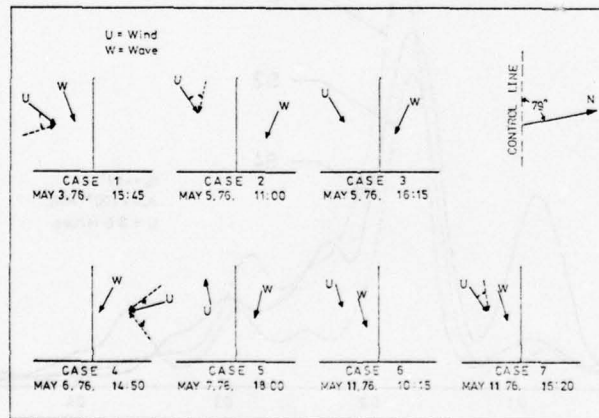 U = Wind
W = Wave
U
W
U
W
U
W
CONTROL LINE
79°
N
CASE 1
MAY 3, 76. 15:45
CASE 2
MAY 5, 76. 11:00
CASE 3
MAY 5, 76. 16:15
W
U
U
W
U
W
U
W
CASE 4
MAY 6, 76. 14:50
CASE 5
MAY 7, 76. 18:00
CASE 6
MAY 11, 76.
CASE 7
MAY 11, 76. 15:20